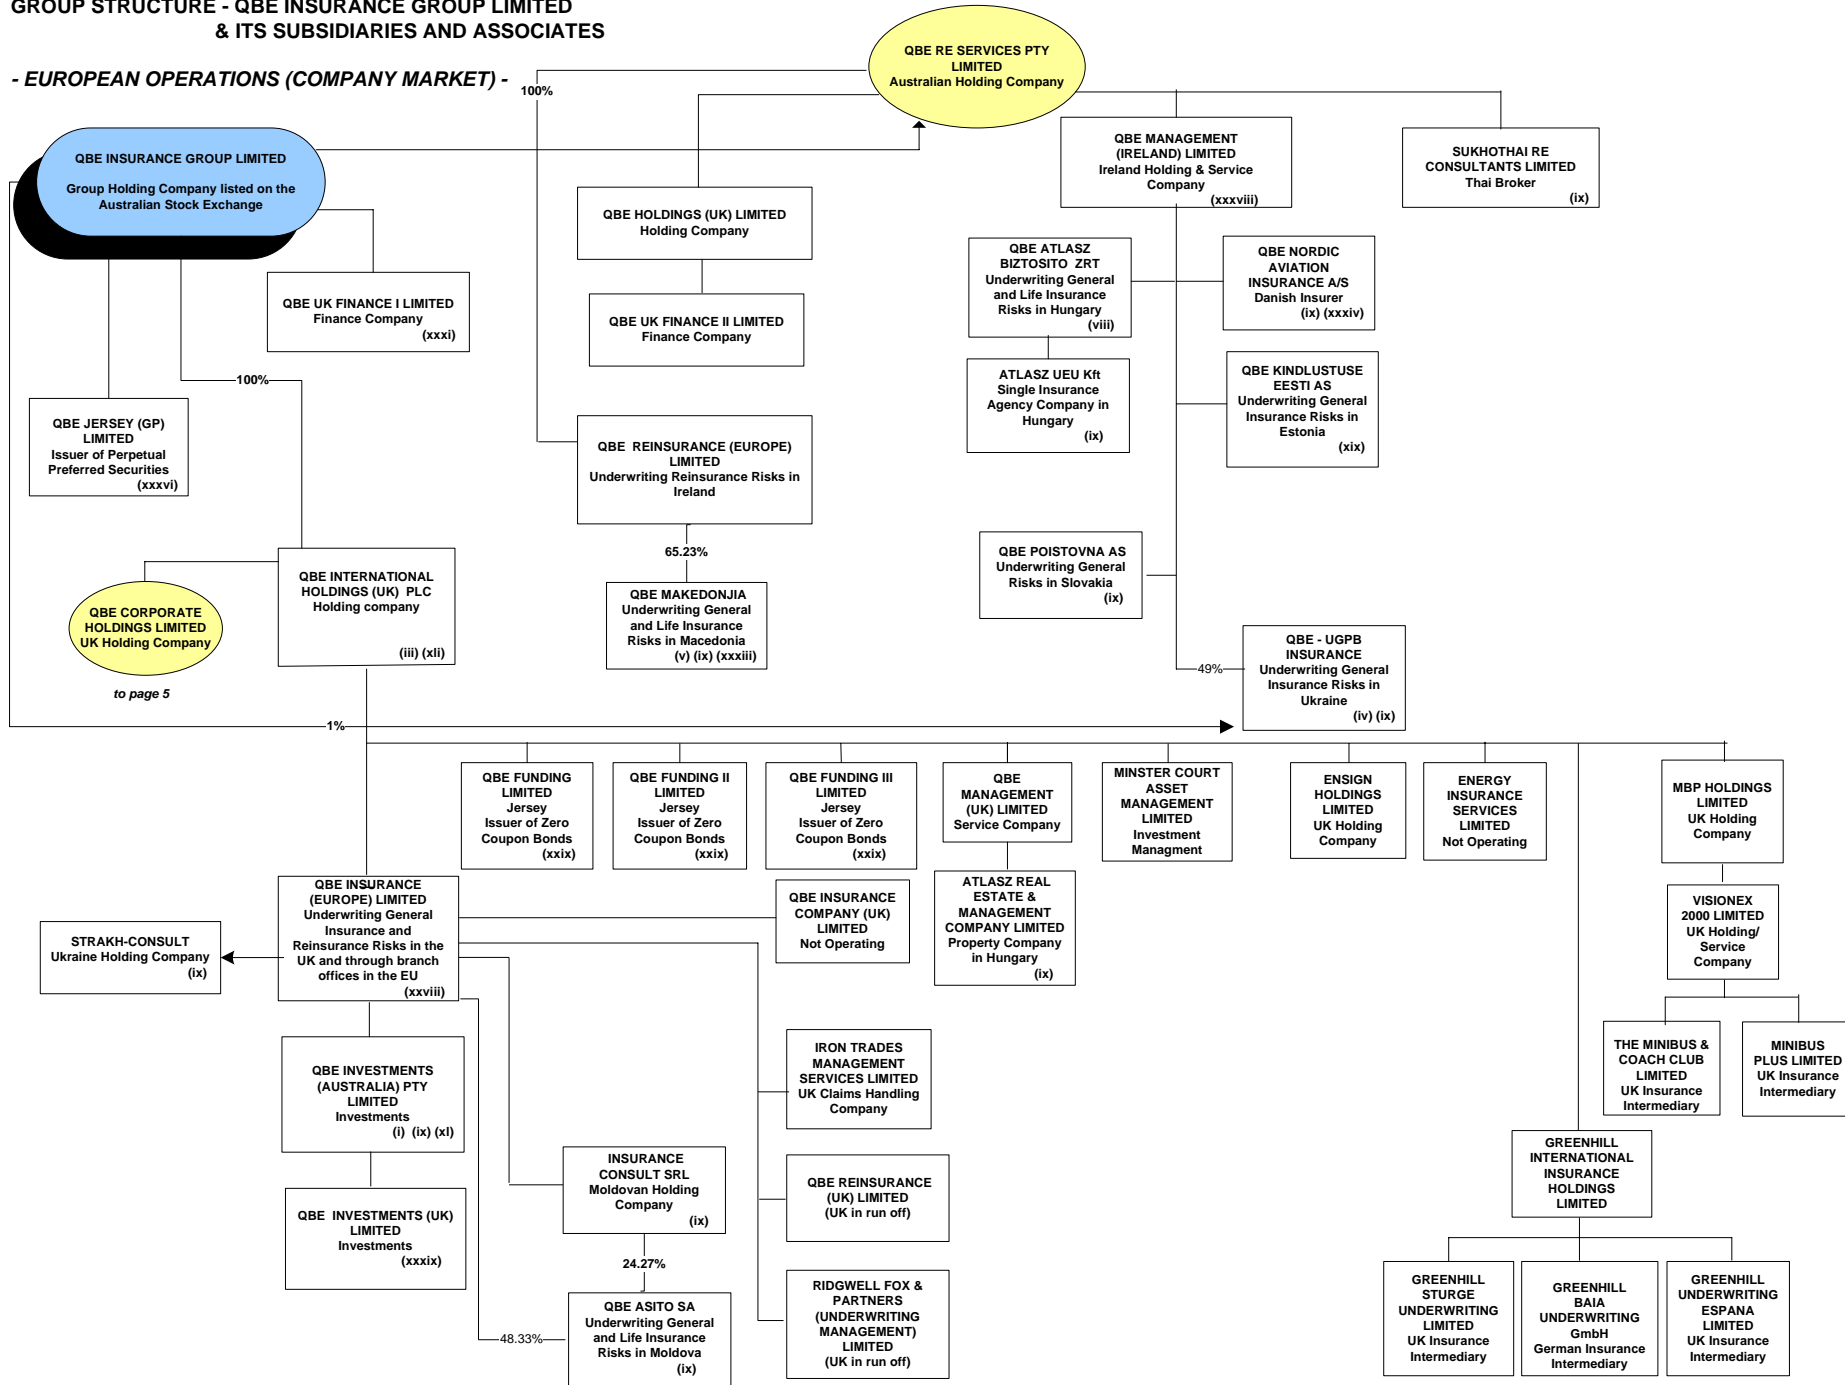 GROUP STRUCTURE - QBE INSURANCE GROUP LIMITED
& ITS SUBSIDIARIES AND ASSOCIATES
- EUROPEAN OPERATIONS (COMPANY MARKET) -
100%
QBE RE SERVICES PTY
LIMITED
Australian Holding Company
QBE INSURANCE GROUP LIMITED
Group Holding Company listed on the
Australian Stock Exchange
QBE MANAGEMENT
(IRELAND) LIMITED
Ireland Holding & Service
Company
(xxxviii)
SUKHOTHAI RE
CONSULTANTS LIMITED
Thai Broker
(ix)
QBE HOLDINGS (UK) LIMITED
Holding Company
QBE UK FINANCE I LIMITED
Finance Company
(xxxi)
QBE UK FINANCE II LIMITED
Finance Company
QBE ATLASZ
BIZTOSITO ZRT
Underwriting General
and Life Insurance
Risks in Hungary
(viii)
QBE NORDIC
AVIATION
INSURANCE A/S
Danish Insurer
(ix) (xxxiv)
ATLASZ UEU Kft
Single Insurance
Agency Company in
Hungary
(ix)
QBE KINDLUSTUSE
EESTI AS
Underwriting General
Insurance Risks in
Estonia
(xix)
100%
QBE JERSEY (GP)
LIMITED
Issuer of Perpetual
Preferred Securities
(xxxvi)
QBE REINSURANCE (EUROPE)
LIMITED
Underwriting Reinsurance Risks in
Ireland
65.23%
QBE MAKEDONJIA
Underwriting General
and Life Insurance
Risks in Macedonia
(v) (ix) (xxxiii)
QBE POISTOVNA AS
Underwriting General
Risks in Slovakia
(ix)
QBE INTERNATIONAL
HOLDINGS (UK) PLC
Holding company
(iii) (xli)
QBE CORPORATE
HOLDINGS LIMITED
UK Holding Company
to page 5
49%
QBE - UGPB
INSURANCE
Underwriting General
Insurance Risks in
Ukraine
(iv) (ix)
1%
QBE FUNDING
LIMITED
Jersey
Issuer of Zero
Coupon Bonds
(xxix)
QBE FUNDING II
LIMITED
Jersey
Issuer of Zero
Coupon Bonds
(xxix)
QBE FUNDING III
LIMITED
Jersey
Issuer of Zero
Coupon Bonds
(xxix)
QBE
MANAGEMENT
(UK) LIMITED
Service Company
MINSTER COURT
ASSET
MANAGEMENT
LIMITED
Investment
Managment
ENSIGN
HOLDINGS
LIMITED
UK Holding
Company
ENERGY
INSURANCE
SERVICES
LIMITED
Not Operating
MBP HOLDINGS
LIMITED
UK Holding
Company
QBE INSURANCE
(EUROPE) LIMITED
Underwriting General
Insurance and
Reinsurance Risks in the
UK and through branch
offices in the EU
(xxviii)
QBE INSURANCE
COMPANY (UK)
LIMITED
Not Operating
ATLASZ REAL
ESTATE &
MANAGEMENT
COMPANY LIMITED
Property Company
in Hungary
(ix)
VISIONEX
2000 LIMITED
UK Holding/
Service
Company
STRAKH-CONSULT
Ukraine Holding Company
(ix)
THE MINIBUS &
COACH CLUB
LIMITED
UK Insurance
Intermediary
MINIBUS
PLUS LIMITED
UK Insurance
Intermediary
QBE INVESTMENTS
(AUSTRALIA) PTY
LIMITED
Investments
(i) (ix) (xl)
IRON TRADES
MANAGEMENT
SERVICES LIMITED
UK Claims Handling
Company
INSURANCE
CONSULT SRL
Moldovan Holding
Company
(ix)
QBE REINSURANCE
(UK) LIMITED
(UK in run off)
GREENHILL
INTERNATIONAL
INSURANCE
HOLDINGS
LIMITED
QBE INVESTMENTS (UK)
LIMITED
Investments
(xxxix)
24.27%
48.33%
QBE ASITO SA
Underwriting General
and Life Insurance
Risks in Moldova
(ix)
RIDGWELL FOX &
PARTNERS
(UNDERWRITING
MANAGEMENT)
LIMITED
(UK in run off)
GREENHILL
STURGE
UNDERWRITING
LIMITED
UK Insurance
Intermediary
GREENHILL
BAIA
UNDERWRITING
GmbH
German Insurance
Intermediary
GREENHILL
UNDERWRITING
ESPANA
LIMITED
UK Insurance
Intermediary